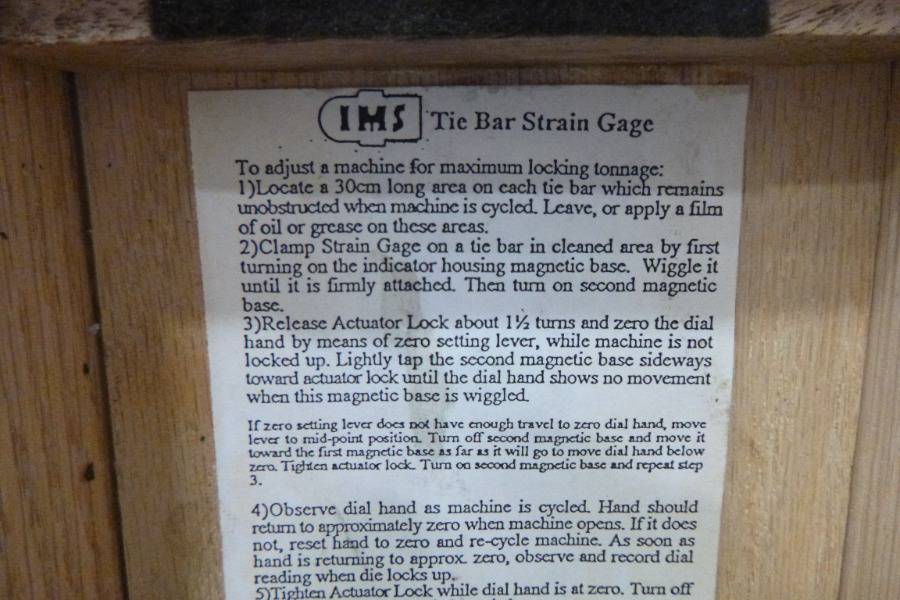 IMS Tie Bar Strain Gage
To adjust a machine for maximum locking tonnage:
1)Locate a 30cm long area on each tie bar which remains
unobstructed when machine is cycled. Leave, or apply a film
of oil or grease on these areas.
2)Clamp Strain Gage on a tie bar in cleaned area by first
turning on the indicator housing magnetic base. Wiggle it
until it is firmly attached. Then turn on second magnetic
base.
3)Release Actuator Lock about 1½ turns and zero the dial
hand by means of zero setting lever, while machine is not
locked up. Lightly tap the second magnetic base sideways
toward actuator lock until the dial hand shows no movement
when this magnetic base is wiggled.
If zero setting lever does not have enough travel to zero dial hand, move
lever to mid-point position. Turn off second magnetic base and move it
toward the first magnetic base as far as it will go to move dial hand below
zero. Tighten actuator lock. Turn on second magnetic base and repeat step
3.
4)Observe dial hand as machine is cycled. Hand should
return to approximately zero when machine opens. If it does
not, reset hand to zero and re-cycle machine. As soon as
hand is returning to approx. zero, observe and record dial
reading when die locks up.
5)Tighten Actuator Lock while dial hand is at zero. Turn off